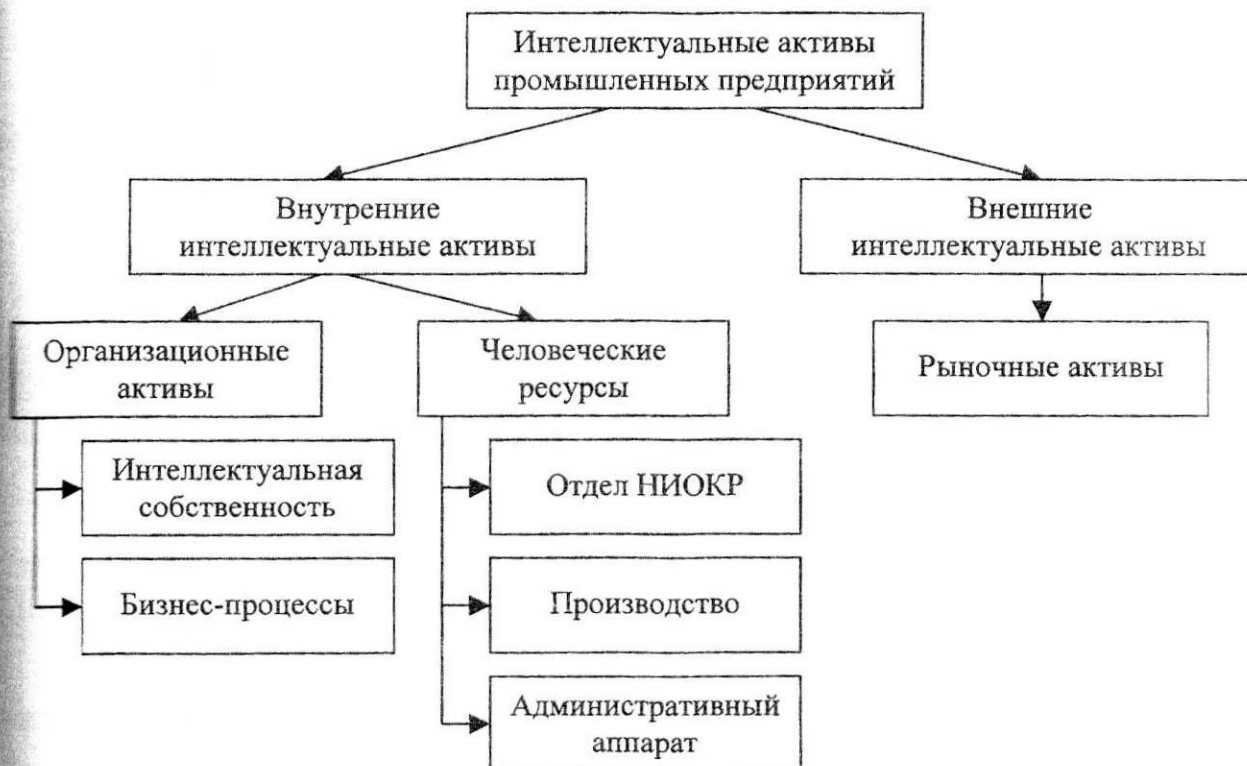 Интеллектуальные активы
промышленных предприятий
Внутренние
интеллектуальные активы
Внешние
интеллектуальные активы
Организационные
активы
Человеческие
ресурсы
Рыночные активы
Интеллектуальная
собственность
Отдел НИОКР
Бизнес-процессы
Производство
Административный
аппарат